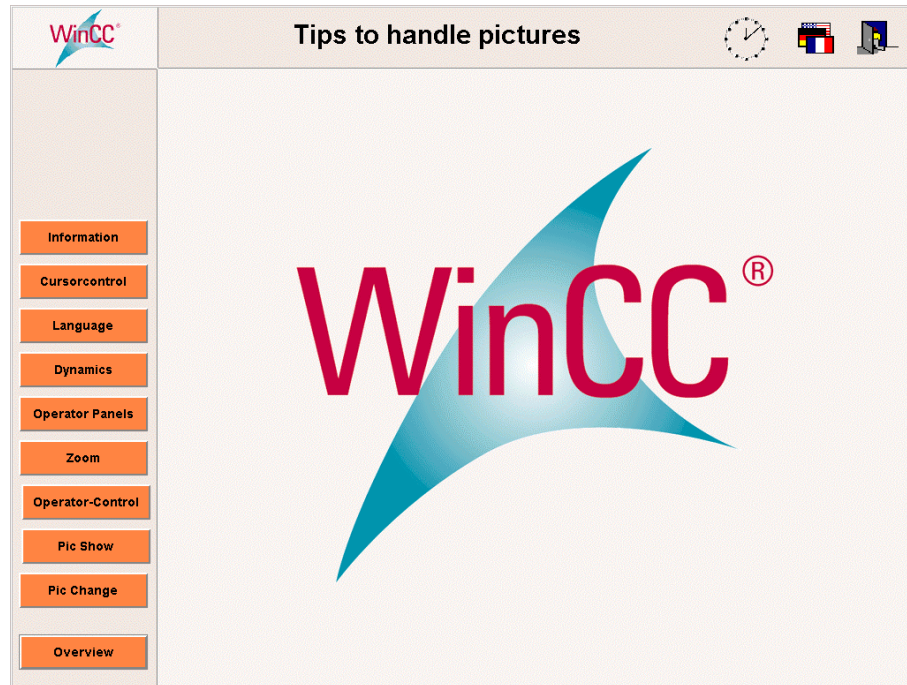 WinCC®
Tips to handle pictures
Information
Cursorcontrol
Language
Dynamics
Operator Panels
Zoom
Operator-Control
Pic Show
Pic Change
Overview
WinCC®